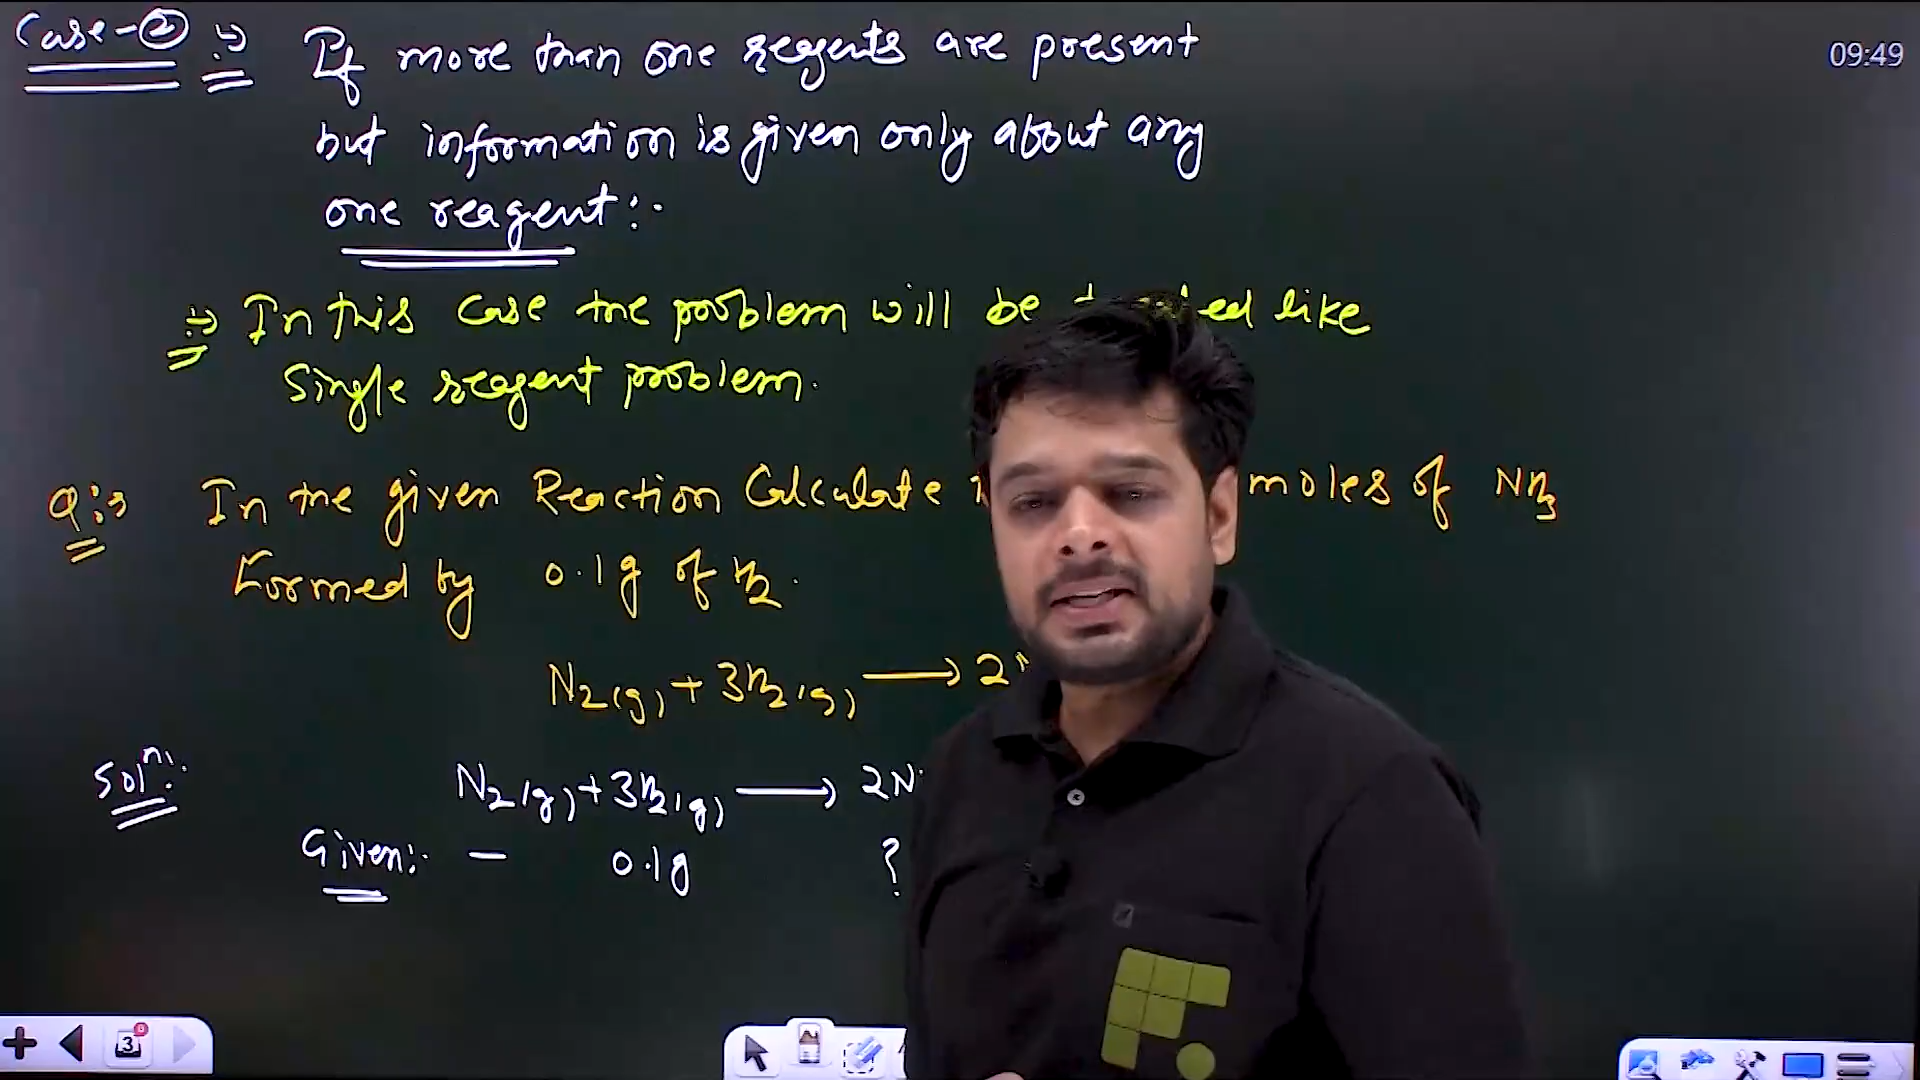 Case-② :-
If more than one reagents are present
09:49
but information is given only about any
one reagent:-
:- In this case the problem will be like
Single reagent problem.
Q:- In the given Reaction Calculate moles of NH3
Formed by 0.1g of H2.
N2(g) + 3H2(g) ⟶ 2
Soln:- N2(g) + 3H2(g) ⟶ 2N
Given:- — 0.1g ?
3